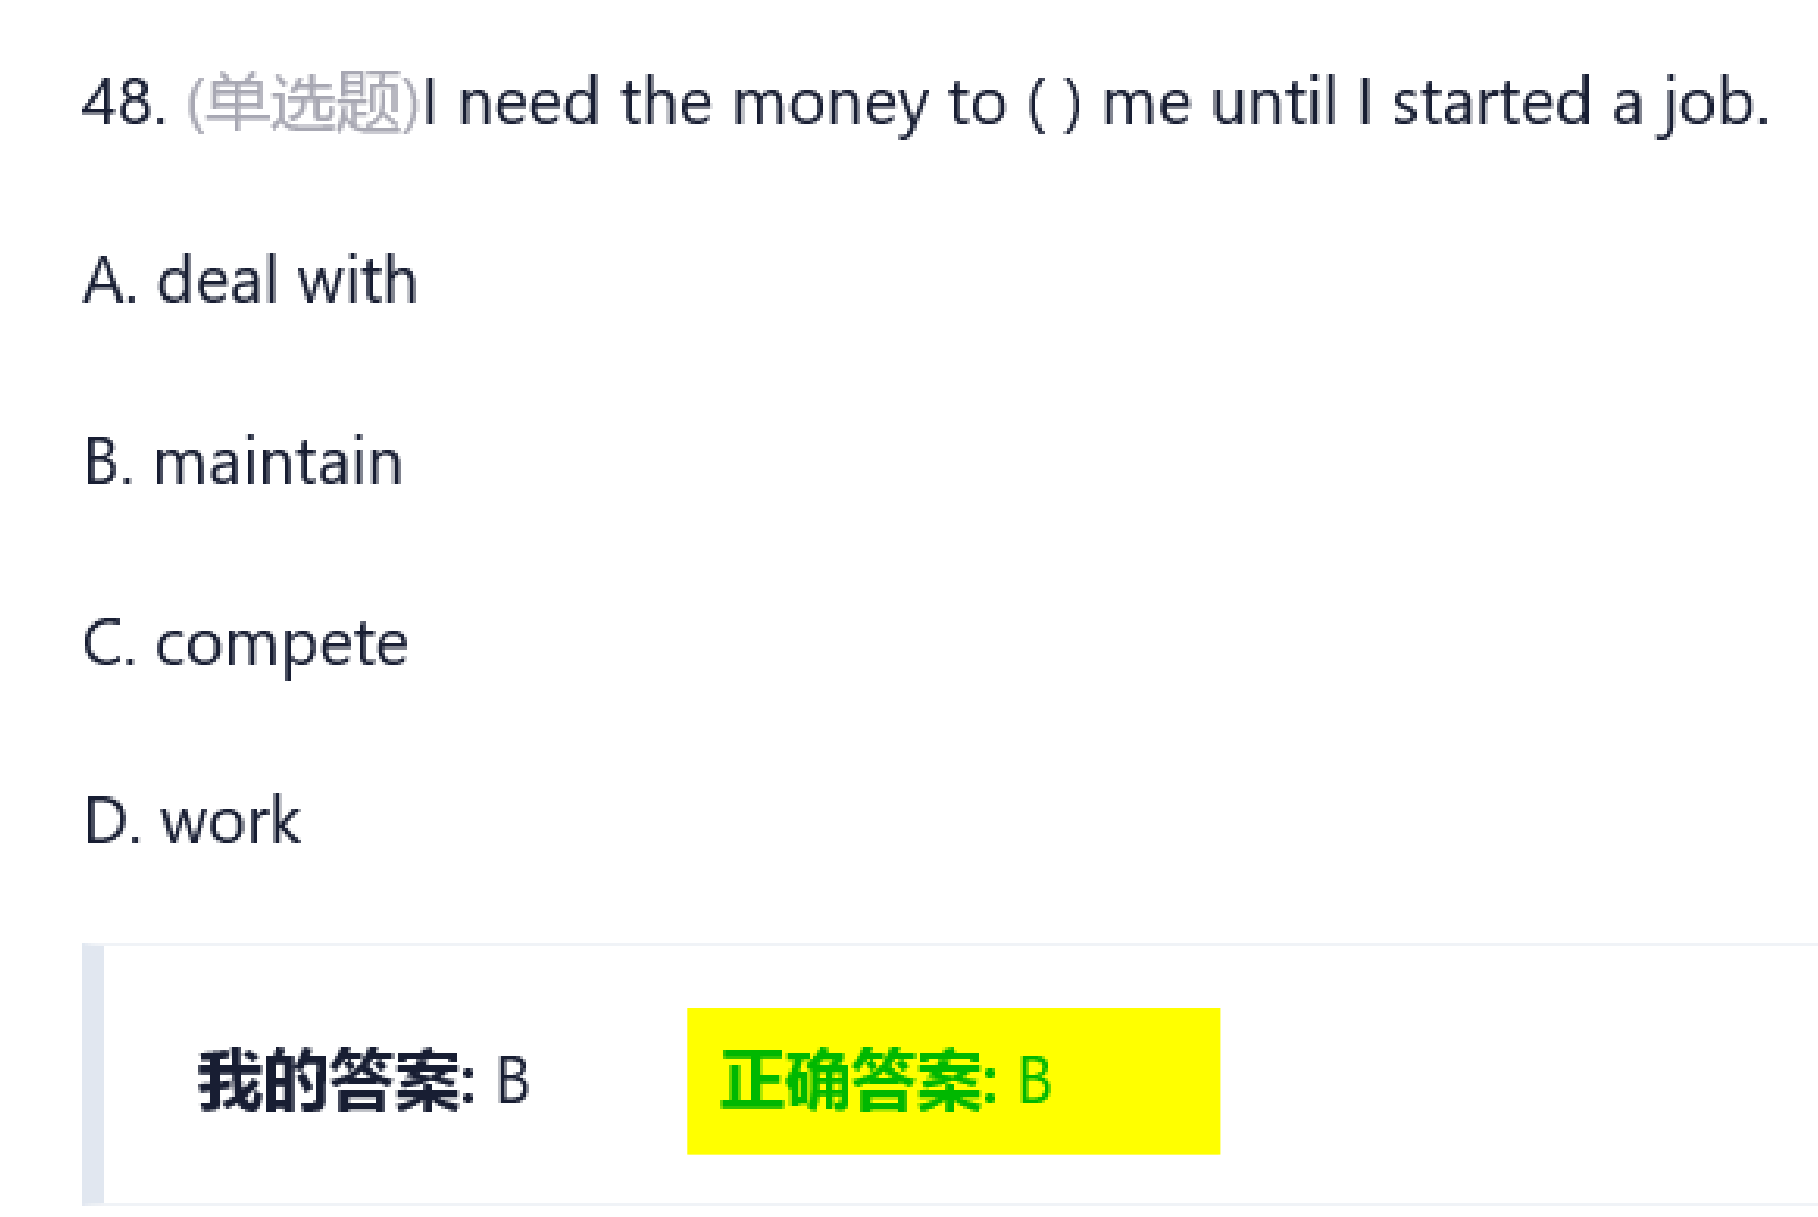 48. (单选题)I need the money to ( ) me until I started a job.
A. deal with
B. maintain
C. compete
D. work
我的答案: B 正确答案: B